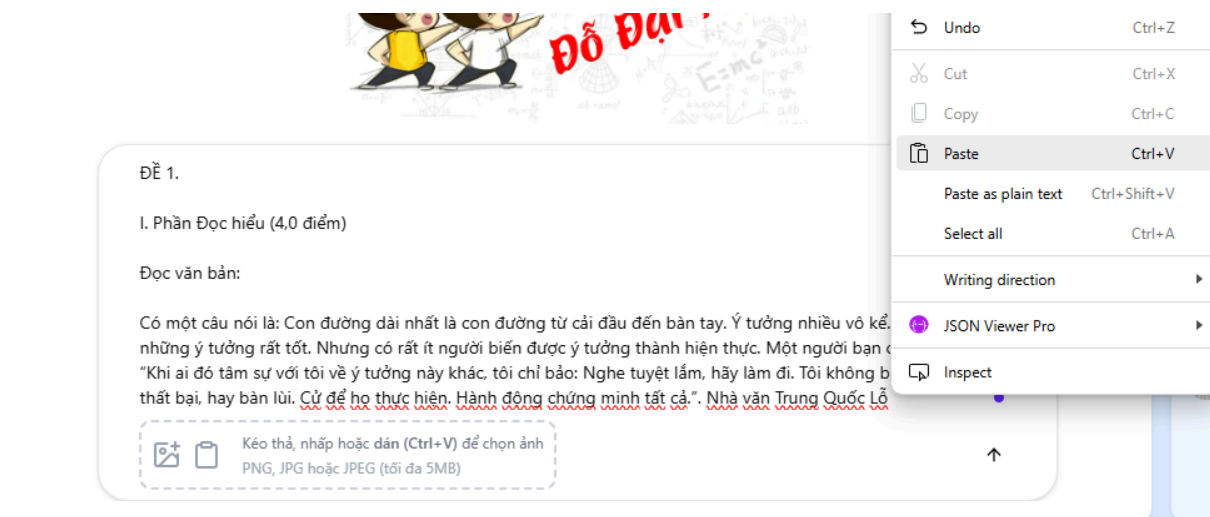 Đỗ Đại
E=mc²
Undo Ctrl+Z
Cut Ctrl+X
Copy Ctrl+C
Paste Ctrl+V
Paste as plain text Ctrl+Shift+V
Select all Ctrl+A
Writing direction
JSON Viewer Pro
Inspect
ĐỀ 1.
I. Phần Đọc hiểu (4,0 điểm)
Đọc văn bản:
Có một câu nói là: Con đường dài nhất là con đường từ cải đầu đến bàn tay. Ý tưởng nhiều vô kể.
những ý tưởng rất tốt. Nhưng có rất ít người biến được ý tưởng thành hiện thực. Một người bạn
“Khi ai đó tâm sự với tôi về ý tưởng này khác, tôi chỉ bảo: Nghe tuyệt lắm, hãy làm đi. Tôi không b
thất bại, hay bàn lùi. Cử để họ thực hiện. Hành động chứng minh tất cả.”. Nhà văn Trung Quốc Lỗ
Kéo thả, nhấp hoặc dán (Ctrl+V) để chọn ảnh
PNG, JPG hoặc JPEG (tối đa 5MB)